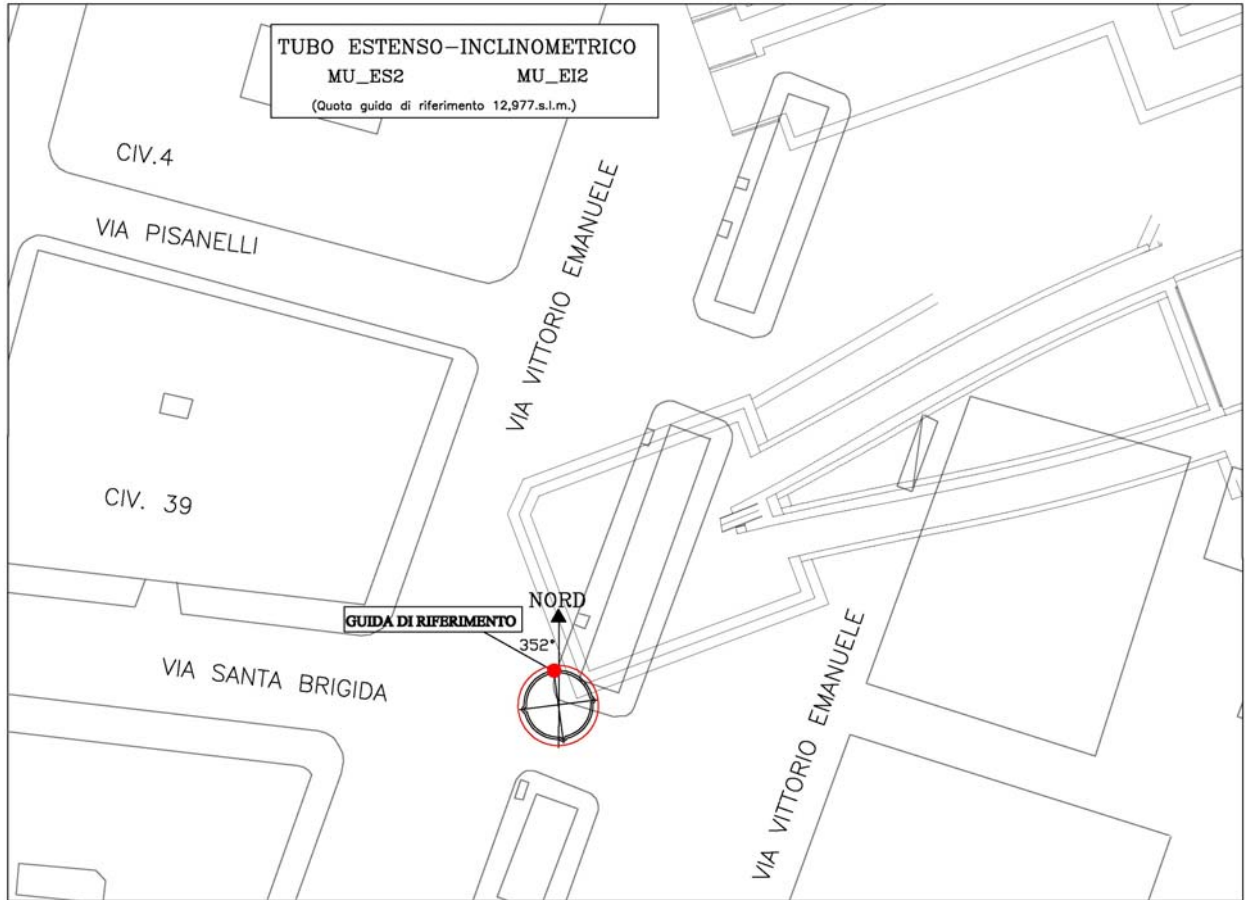 TUBO ESTENSO-INCLINOMETRICO
MU_ES2 MU_EI2
(Quota guida di riferimento 12,977.s.l.m.)
CIV.4
VIA PISANELLI
VIA VITTORIO EMANUELE
CIV. 39
NORD
GUIDA DI RIFERIMENTO
352°
VIA SANTA BRIGIDA
VIA VITTORIO EMANUELE